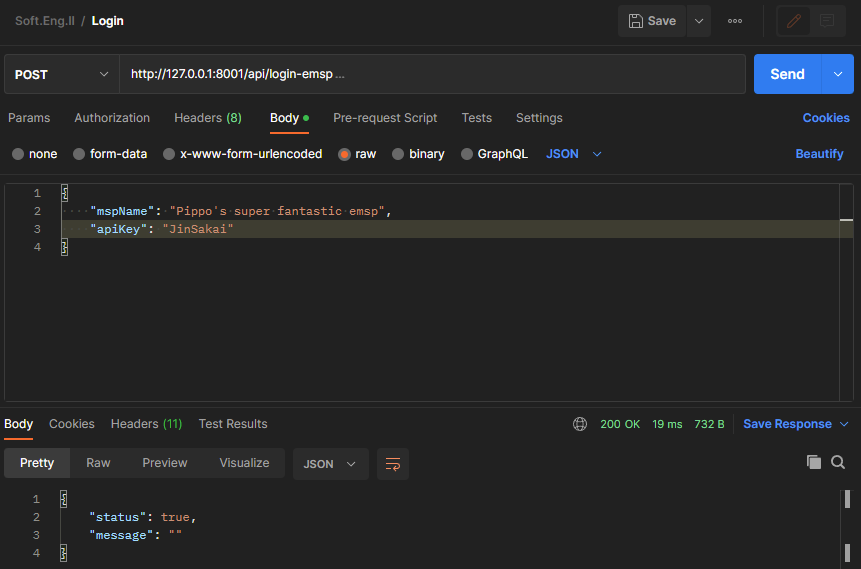 Soft.Eng.II / Login
Save
POST
http://127.0.0.1:8001/api/login-emsp ...
Send
Params Authorization Headers (8) Body Pre-request Script Tests Settings Cookies
none form-data x-www-form-urlencoded raw binary GraphQL JSON Beautify
1 {
2 "mspName": "Pippo's super fantastic emsp",
3 "apiKey": "JinSakai"
4 }
Body Cookies Headers (11) Test Results 200 OK 19 ms 732 B Save Response
Pretty Raw Preview Visualize JSON
1 {
2 "status": true,
3 "message": ""
4 }